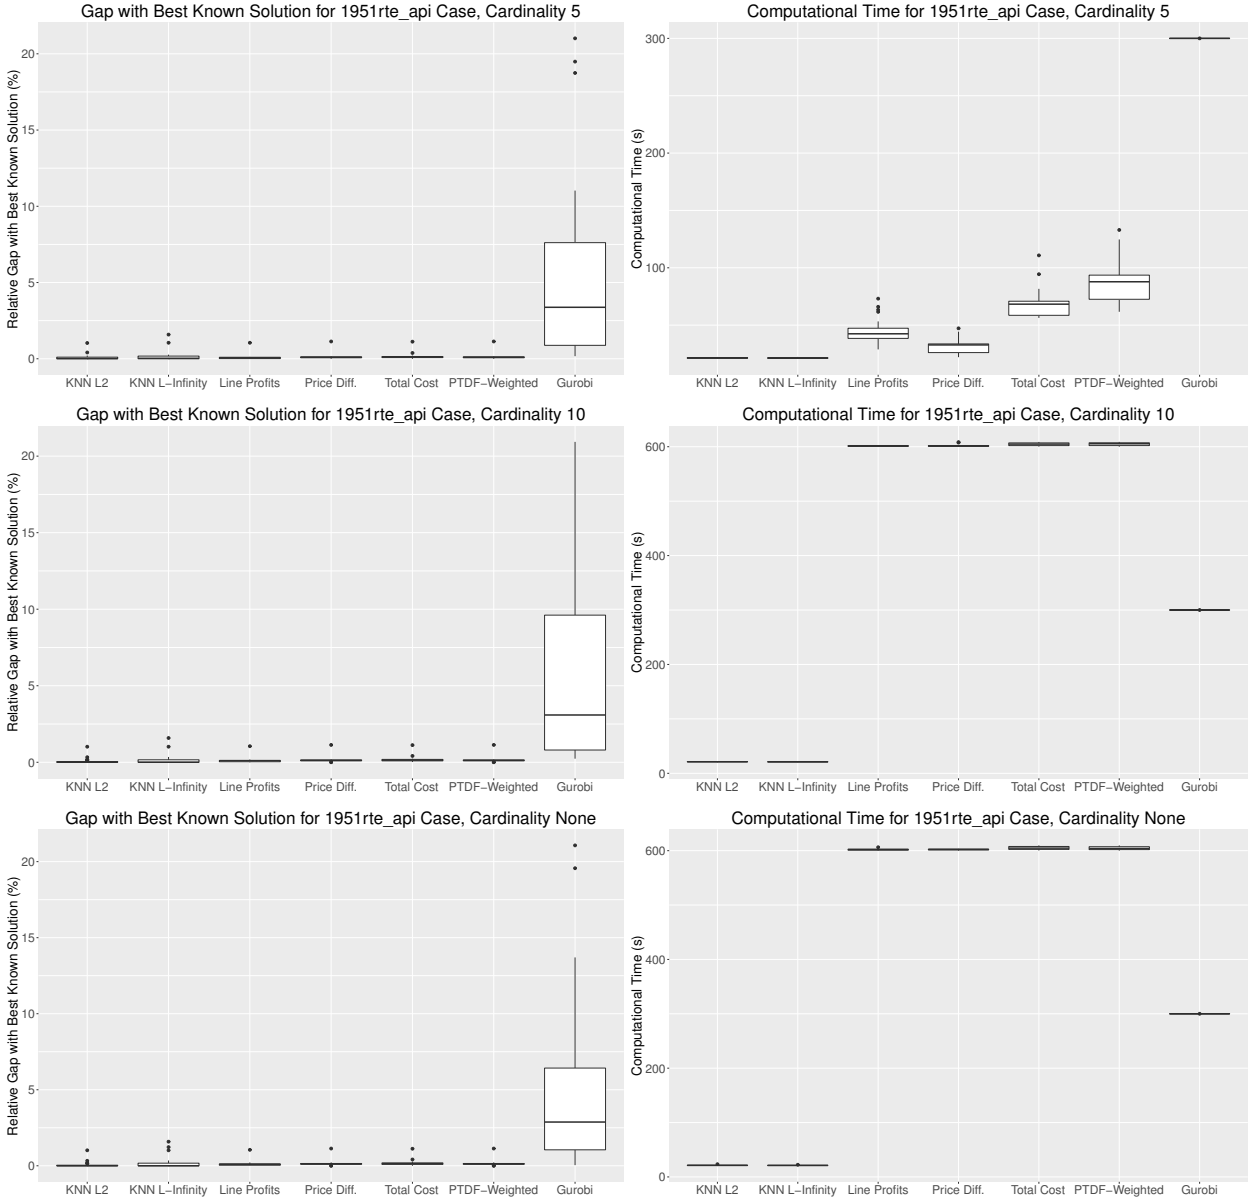 Gap with Best Known Solution for 1951rte_api Case, Cardinality 5
Relative Gap with Best Known Solution (%)
20
15
10
5
0
KNN L2 KNN L−Infinity Line Profits Price Diff. Total Cost PTDF−Weighted Gurobi
Computational Time for 1951rte_api Case, Cardinality 5
Computational Time (s)
300
200
100
KNN L2 KNN L−Infinity Line Profits Price Diff. Total Cost PTDF−Weighted Gurobi
Gap with Best Known Solution for 1951rte_api Case, Cardinality 10
Relative Gap with Best Known Solution (%)
20
15
10
5
0
KNN L2 KNN L−Infinity Line Profits Price Diff. Total Cost PTDF−Weighted Gurobi
Computational Time for 1951rte_api Case, Cardinality 10
Computational Time (s)
600
400
200
0
KNN L2 KNN L−Infinity Line Profits Price Diff. Total Cost PTDF−Weighted Gurobi
Gap with Best Known Solution for 1951rte_api Case, Cardinality None
Relative Gap with Best Known Solution (%)
20
15
10
5
0
KNN L2 KNN L−Infinity Line Profits Price Diff. Total Cost PTDF−Weighted Gurobi
Computational Time for 1951rte_api Case, Cardinality None
Computational Time (s)
600
400
200
0
KNN L2 KNN L−Infinity Line Profits Price Diff. Total Cost PTDF−Weighted Gurobi